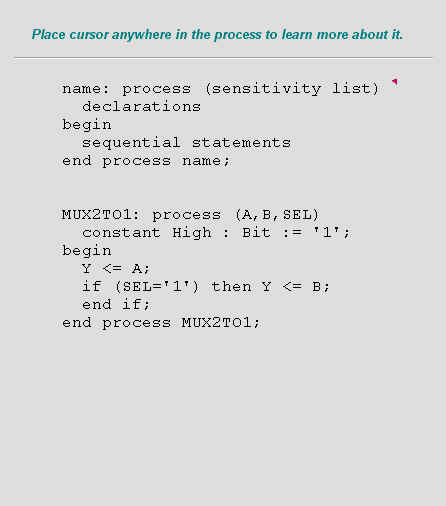 Place cursor anywhere in the process to learn more about it.
name: process (sensitivity list)
declarations
begin
sequential statements
end process name;
MUX2TO1: process (A,B,SEL)
constant High : Bit := '1';
begin
Y <= A;
if (SEL='1') then Y <= B;
end if;
end process MUX2TO1;